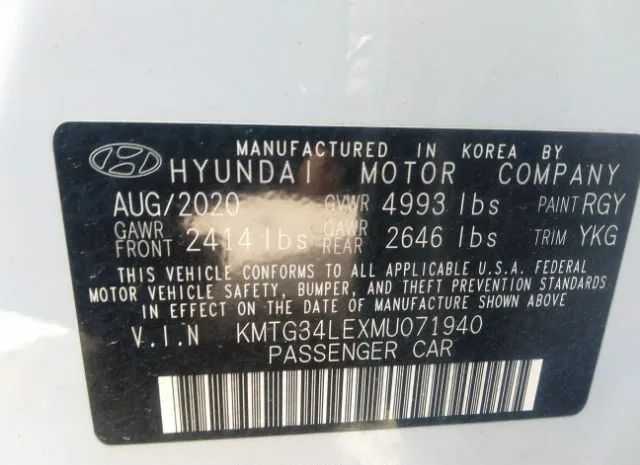 MANUFACTURED IN KOREA BY
HYUNDAI MOTOR COMPANY
AUG/2020 GVWR 4993 lbs PAINT RGY
GAWR FRONT 2414 lbs GAWR REAR 2646 lbs TRIM YKG
THIS VEHICLE CONFORMS TO ALL APPLICABLE U.S.A. FEDERAL
MOTOR VEHICLE SAFETY, BUMPER, AND THEFT PREVENTION STANDARDS
IN EFFECT ON THE DATE OF MANUFACTURE SHOWN ABOVE
V.I.N KMTG34LEXMU071940
PASSENGER CAR